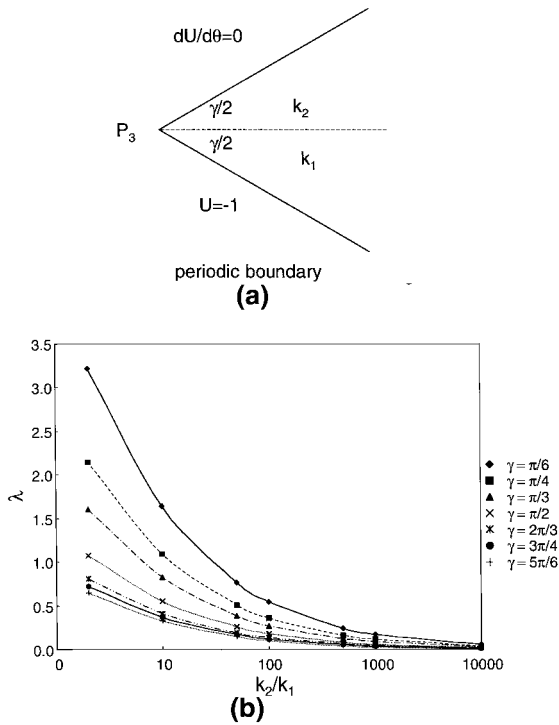 dU/dθ=0
γ/2
k₂
P₃
γ/2
k₁
U=-1
periodic boundary
(a)
3.5
3.0
2.5
2.0
1.5
1.0
0.5
0.0
λ
0
10
100
1000
10000
k₂/k₁
γ = π/6
γ = π/4
γ = π/3
γ = π/2
γ = 2π/3
γ = 3π/4
γ = 5π/6
(b)